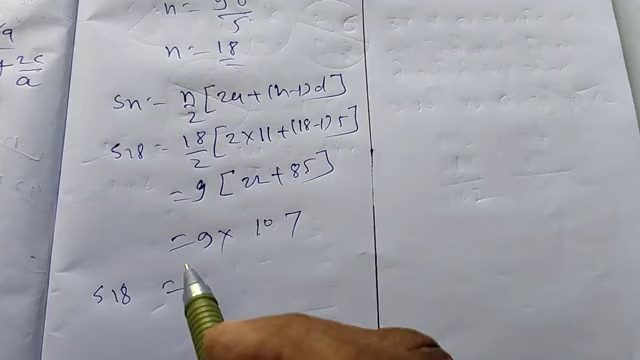 n = 90/5
n = 18
Sn = n/2 [2a + (n-1)d]
S18 = 18/2 [2 x 11 + (18-1) 5]
= 9 [22 + 85]
= 9 x 107
S18 =